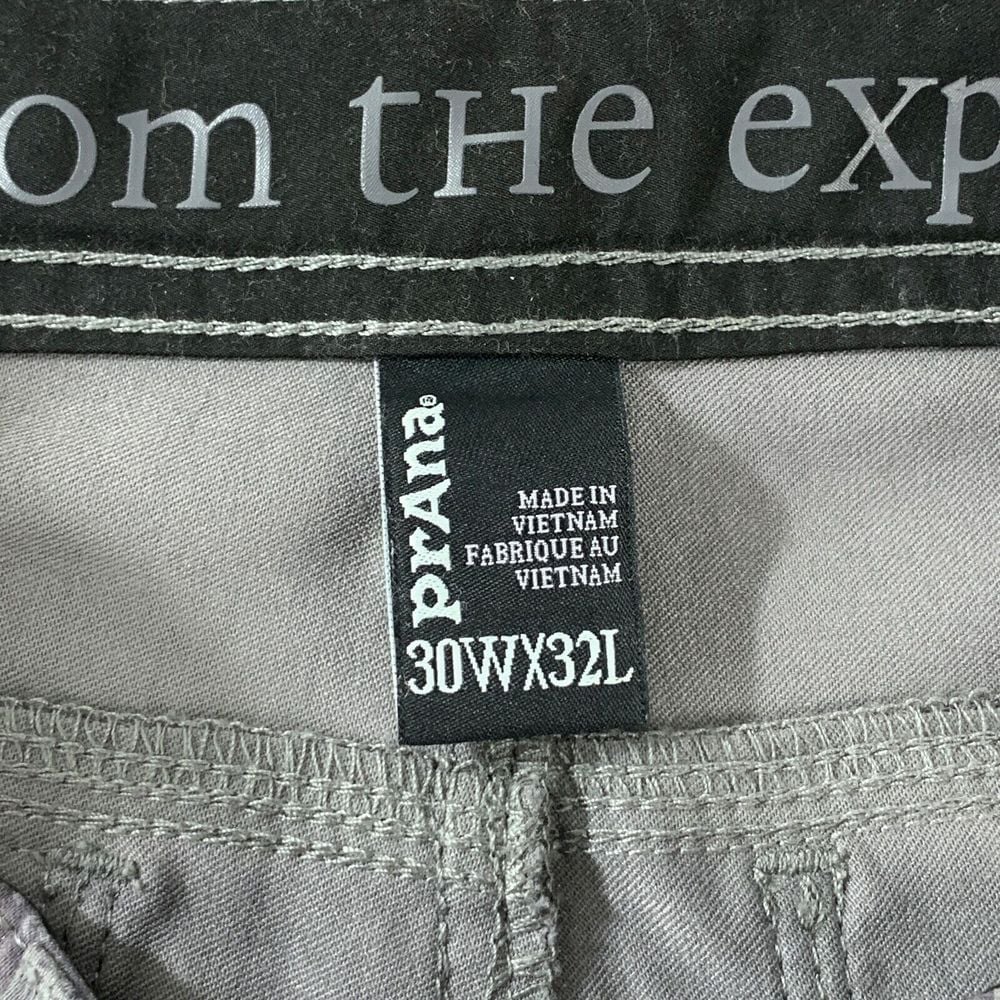 om tHe exp
prAna®
MADE IN
VIETNAM
FABRIQUE AU
VIETNAM
30WX32L